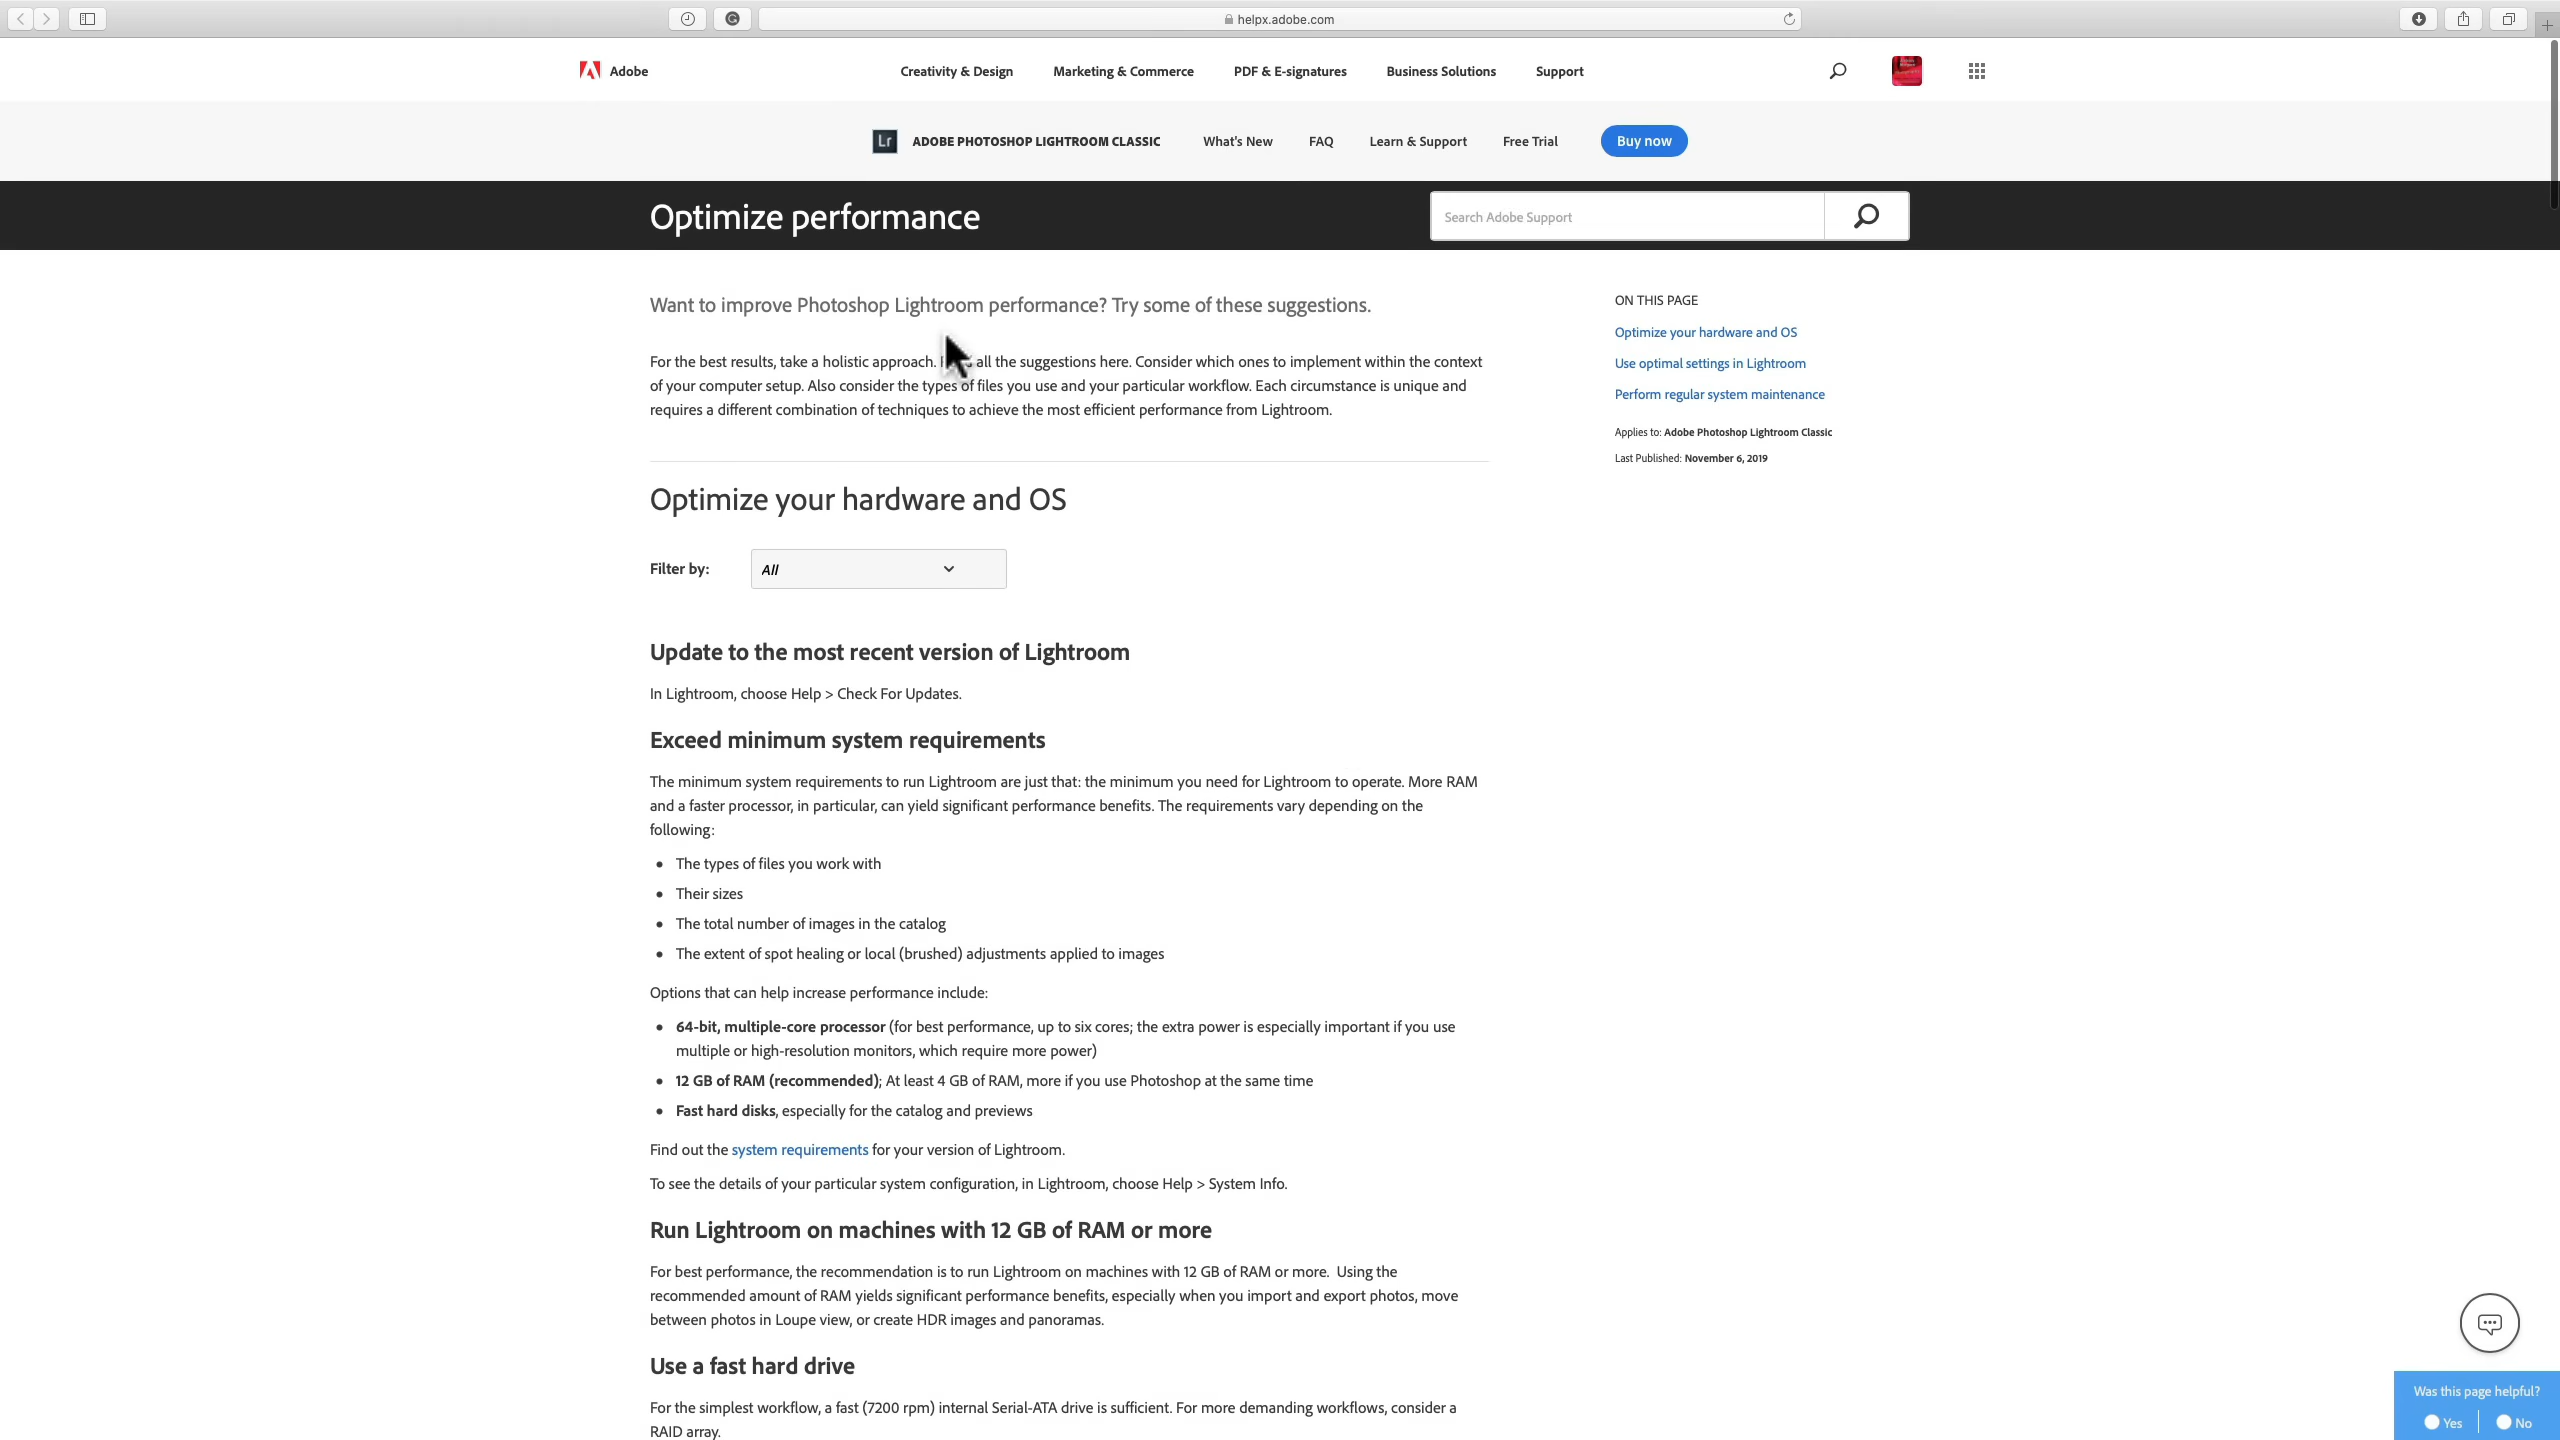 helpx.adobe.com
Adobe
Creativity & Design
Marketing & Commerce
PDF & E-signatures
Business Solutions
Support
Lr
ADOBE PHOTOSHOP LIGHTROOM CLASSIC
What's New
FAQ
Learn & Support
Free Trial
Buy now
Optimize performance
Search Adobe Support
Want to improve Photoshop Lightroom performance? Try some of these suggestions.
For the best results, take a holistic approach. all the suggestions here. Consider which ones to implement within the context
of your computer setup. Also consider the types of files you use and your particular workflow. Each circumstance is unique and
requires a different combination of techniques to achieve the most efficient performance from Lightroom.
ON THIS PAGE
Optimize your hardware and OS
Use optimal settings in Lightroom
Perform regular system maintenance
Applies to: Adobe Photoshop Lightroom Classic
Last Published: November 6, 2019
Optimize your hardware and OS
Filter by:
All
Update to the most recent version of Lightroom
In Lightroom, choose Help > Check For Updates.
Exceed minimum system requirements
The minimum system requirements to run Lightroom are just that: the minimum you need for Lightroom to operate. More RAM
and a faster processor, in particular, can yield significant performance benefits. The requirements vary depending on the
following:
• The types of files you work with
• Their sizes
• The total number of images in the catalog
• The extent of spot healing or local (brushed) adjustments applied to images
Options that can help increase performance include:
• 64-bit, multiple-core processor (for best performance, up to six cores; the extra power is especially important if you use
multiple or high-resolution monitors, which require more power)
• 12 GB of RAM (recommended); At least 4 GB of RAM, more if you use Photoshop at the same time
• Fast hard disks, especially for the catalog and previews
Find out the system requirements for your version of Lightroom.
To see the details of your particular system configuration, in Lightroom, choose Help > System Info.
Run Lightroom on machines with 12 GB of RAM or more
For best performance, the recommendation is to run Lightroom on machines with 12 GB of RAM or more. Using the
recommended amount of RAM yields significant performance benefits, especially when you import and export photos, move
between photos in Loupe view, or create HDR images and panoramas.
Use a fast hard drive
For the simplest workflow, a fast (7200 rpm) internal Serial-ATA drive is sufficient. For more demanding workflows, consider a
RAID array.
Was this page helpful?
Yes
No